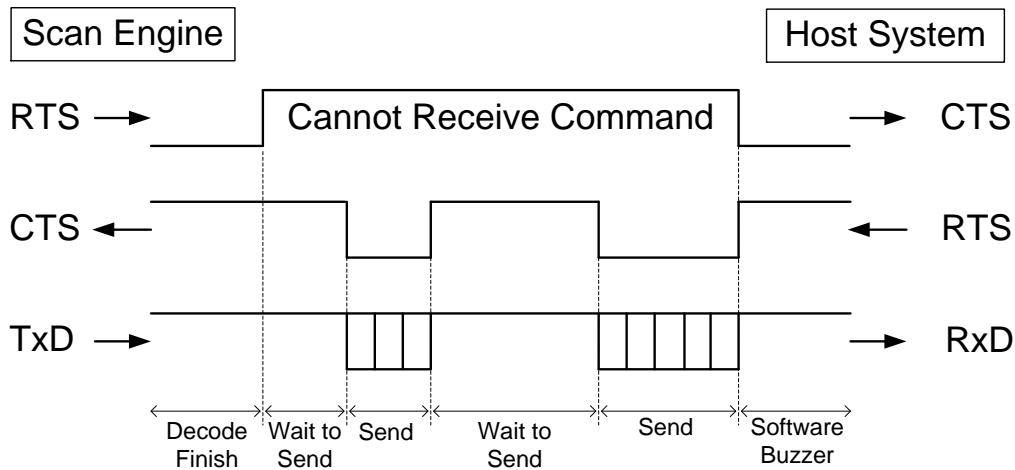 Scan Engine
Host System
RTS
Cannot Receive Command
CTS
CTS
RTS
TxD
RxD
Decode
Finish
Wait to
Send
Send
Wait to
Send
Send
Software
Buzzer